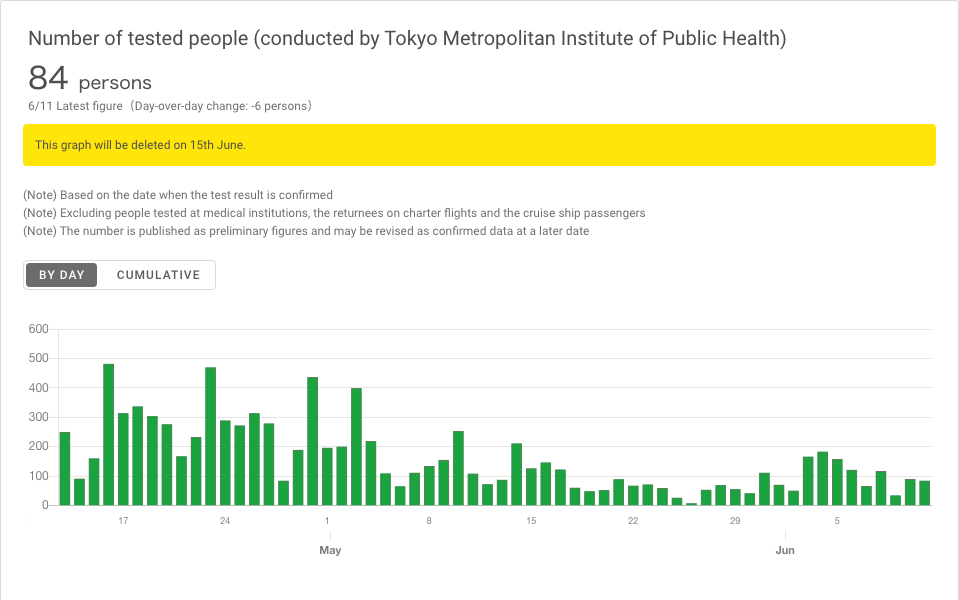 Number of tested people (conducted by Tokyo Metropolitan Institute of Public Health)
84 persons
6/11 Latest figure（Day-over-day change: -6 persons）
This graph will be deleted on 15th June.
(Note) Based on the date when the test result is confirmed
(Note) Excluding people tested at medical institutions, the returnees on charter flights and the cruise ship passengers
(Note) The number is published as preliminary figures and may be revised as confirmed data at a later date
BY DAY CUMULATIVE
600
500
400
300
200
100
0
17 24 1 8 15 22 29 5
May Jun